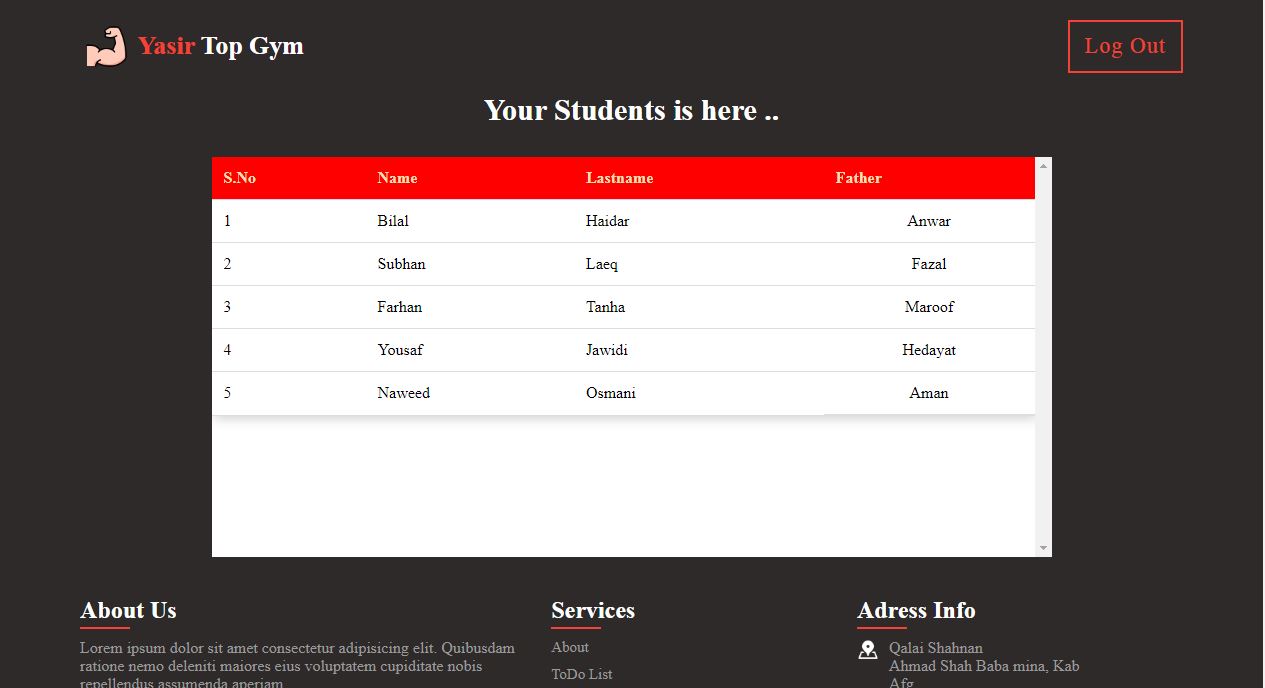 Yasir Top Gym
Log Out
Your Students is here ..
S.No Name Lastname Father
1 Bilal Haidar Anwar
2 Subhan Laeq Fazal
3 Farhan Tanha Maroof
4 Yousaf Jawidi Hedayat
5 Naweed Osmani Aman
About Us
Lorem ipsum dolor sit amet consectetur adipisicing elit. Quibusdam
ratione nemo deleniti maiores eius voluptatem cupiditate nobis
repellendus assumenda aperiam
Services
About
ToDo List
Adress Info
Qalai Shahnan
Ahmad Shah Baba mina, Kab
Afg